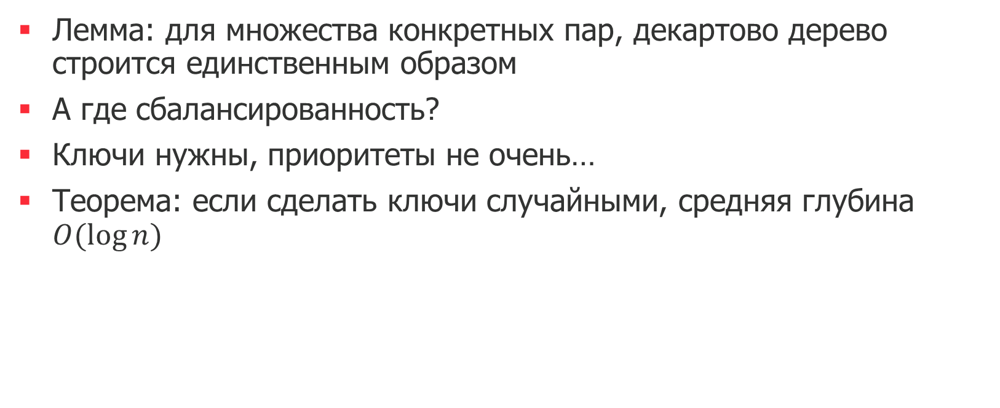 Лемма: для множества конкретных пар, декартово дерево
строится единственным образом
А где сбалансированность?
Ключи нужны, приоритеты не очень…
Теорема: если сделать ключи случайными, средняя глубина
O(log n)